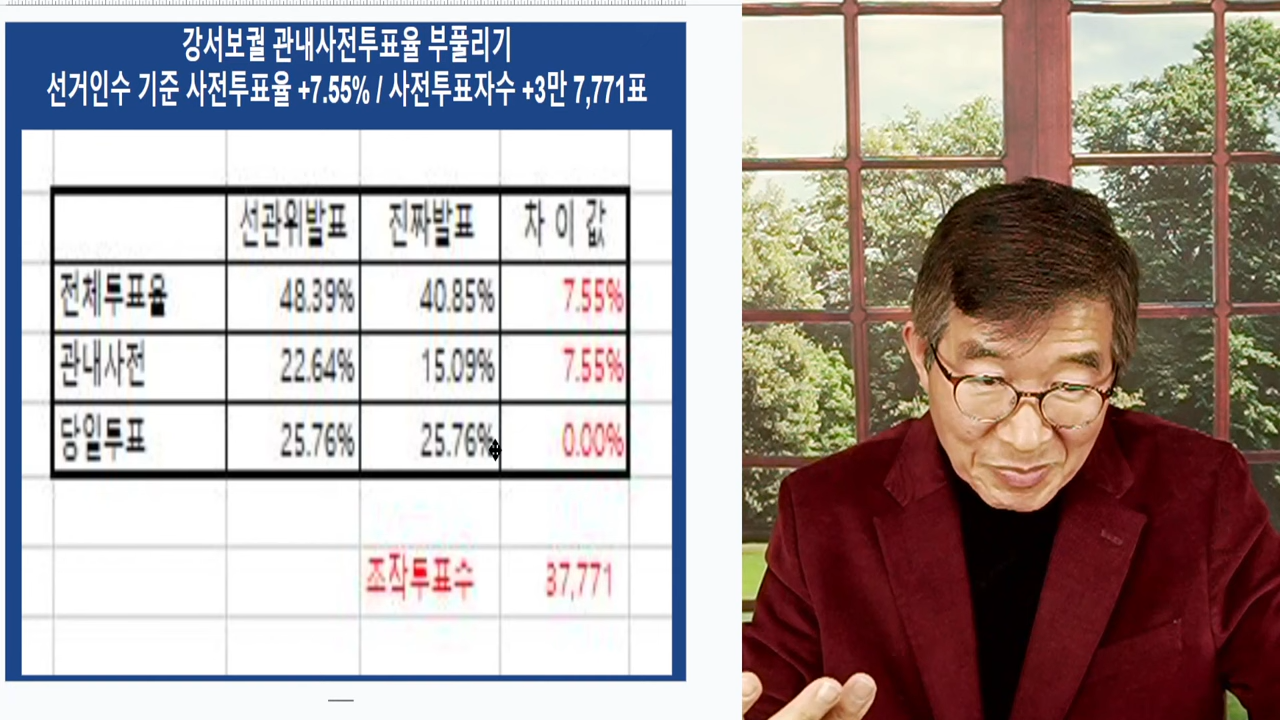 강서보궐 관내사전투표율 부풀리기
선거인수 기준 사전투표율 +7.55% / 사전투표자수 +3만 7,771표
선관위발표 진짜발표 차 이 값
전체투표율 48.39% 40.85% 7.55%
관내사전 22.64% 15.09% 7.55%
당일투표 25.76% 25.76% 0.00%
조작투표수 37,771